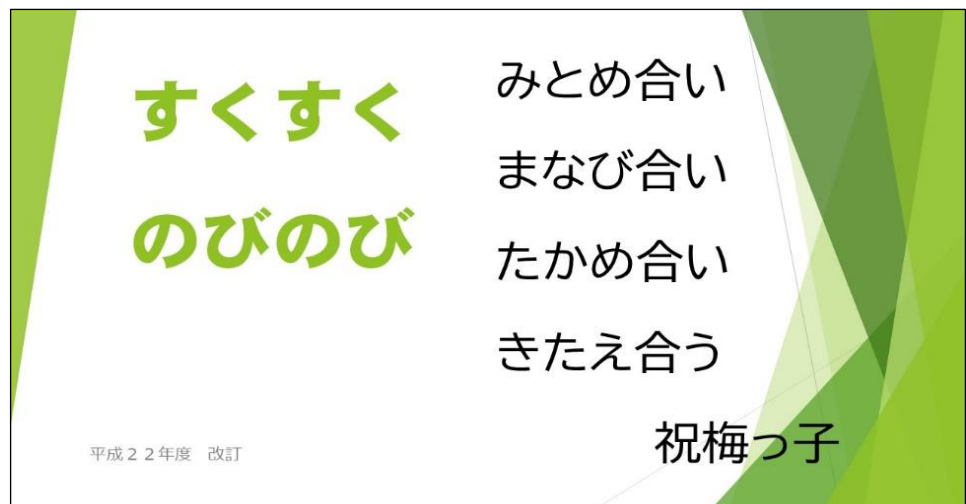 すくすく
のびのび
みとめ合い
まなび合い
たかめ合い
きたえ合う
祝梅っ子
平成２２年度　改訂